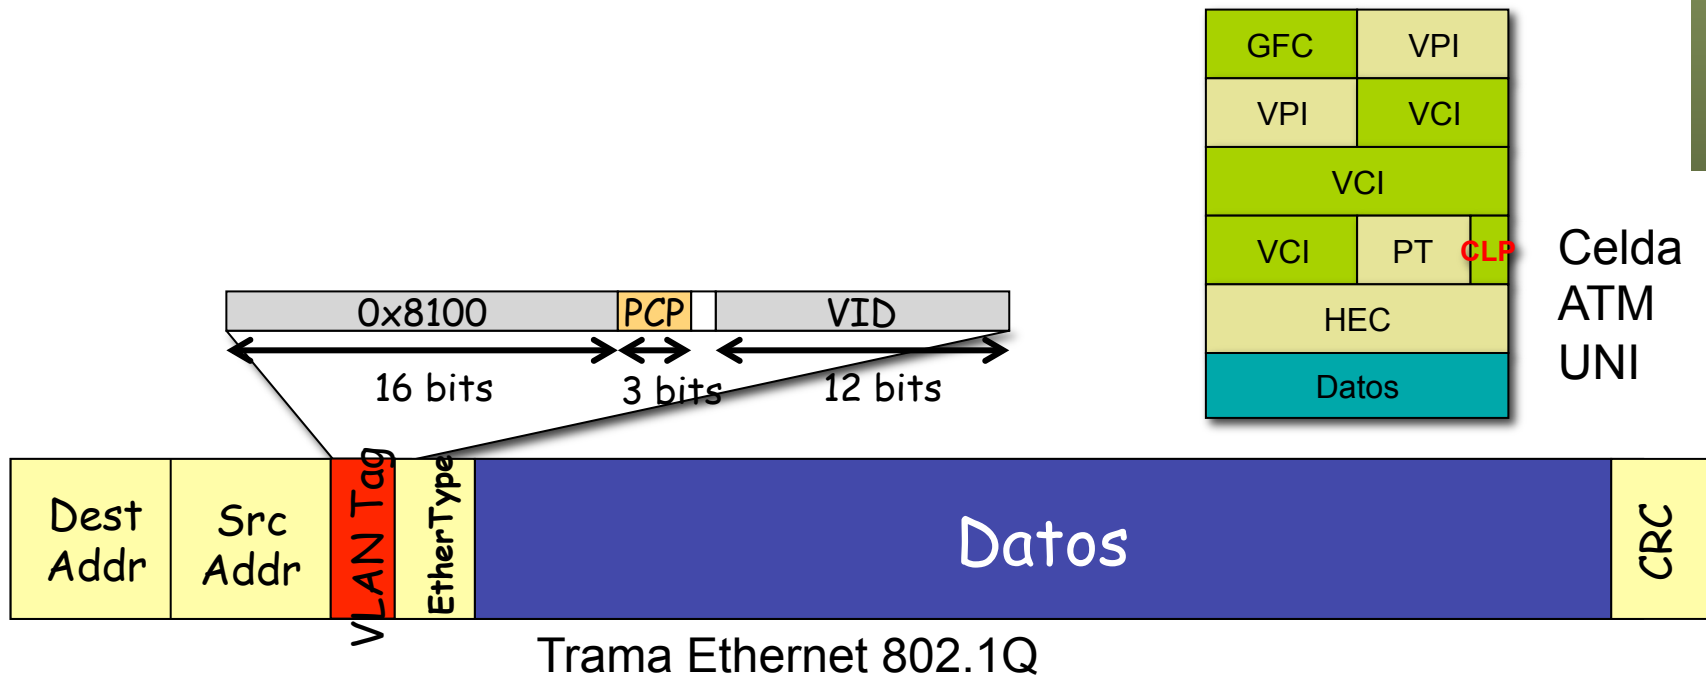 GFC VPI
VPI VCI
VCI
VCI PT CLP
HEC
Datos
Celda
ATM
UNI
0x8100 PCP VID
16 bits 3 bits 12 bits
Dest
Addr
Src
Addr
VLAN Tag
EtherType
Datos
CRC
Trama Ethernet 802.1Q